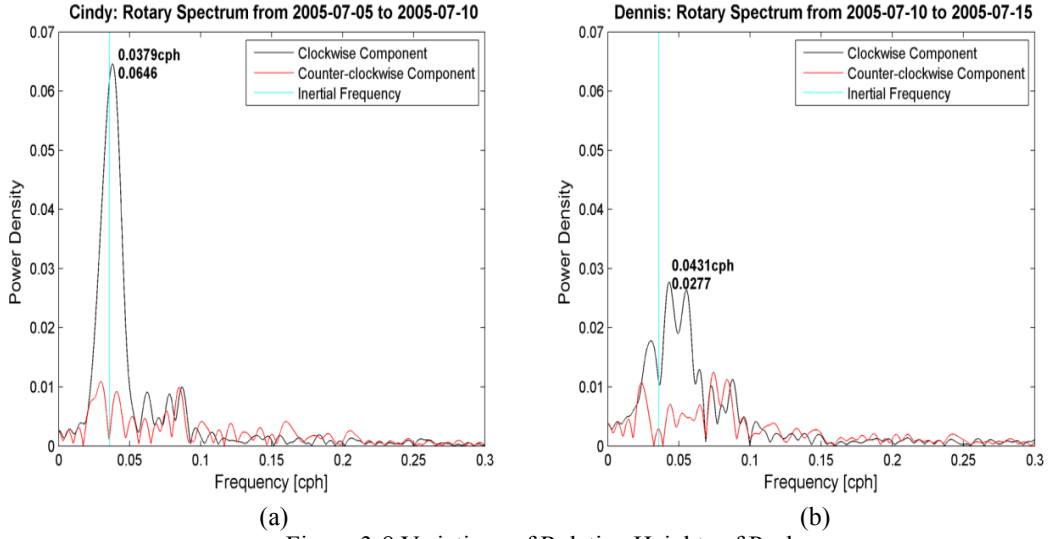 Cindy: Rotary Spectrum from 2005-07-05 to 2005-07-10
0.07
0.06
0.05
0.04
0.03
0.02
0.01
0
Power Density
0.0379cph
0.0646
Clockwise Component
Counter-clockwise Component
Inertial Frequency
0
0.05
0.1
0.15
0.2
0.25
0.3
Frequency [cph]
(a)
Dennis: Rotary Spectrum from 2005-07-10 to 2005-07-15
0.07
0.06
0.05
0.04
0.03
0.02
0.01
0
Power Density
0.0431cph
0.0277
Clockwise Component
Counter-clockwise Component
Inertial Frequency
0
0.05
0.1
0.15
0.2
0.25
0.3
Frequency [cph]
(b)